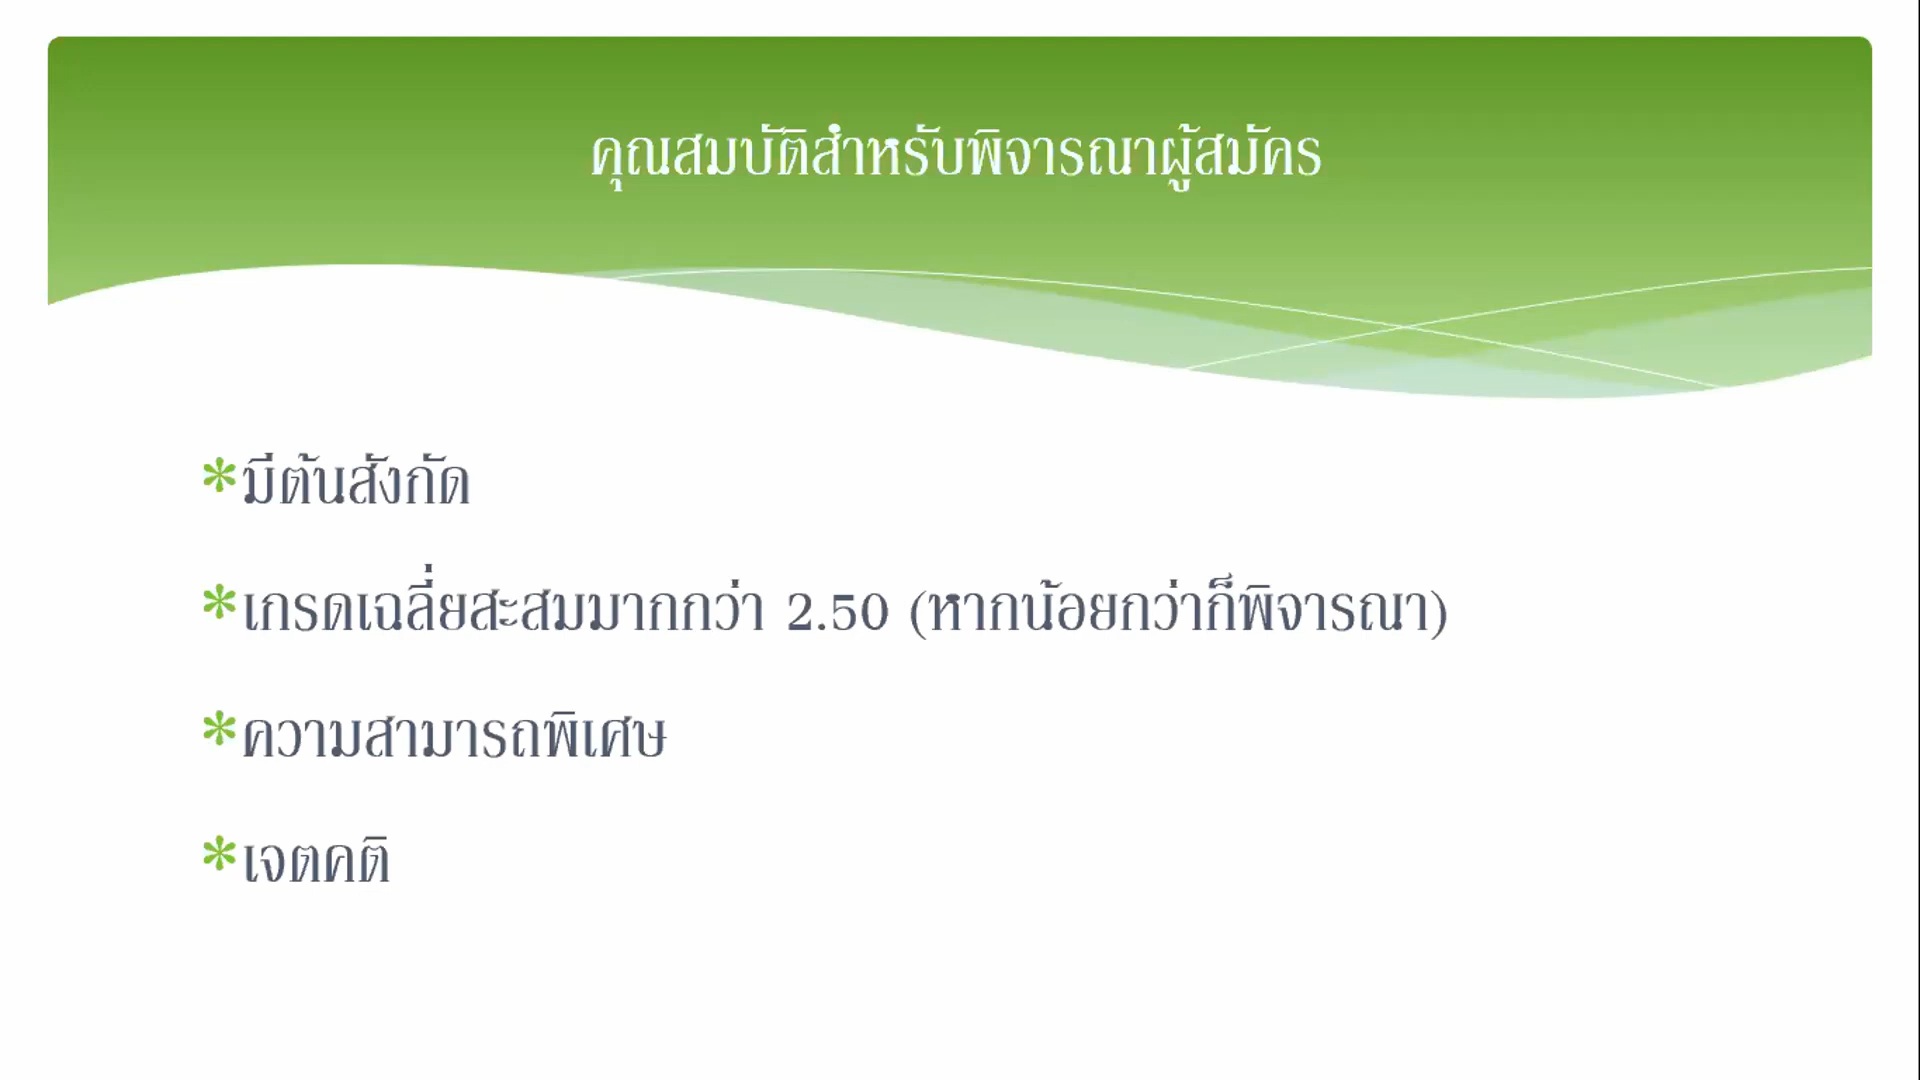 คุณสมบัติสำหรับพิจารณาผู้สมัคร
*มีต้นสังกัด
*เกรดเฉลี่ยสะสมมากกว่า 2.50 (หากน้อยกว่าก็พิจารณา)
*ความสามารถพิเศษ
*เจตคติ